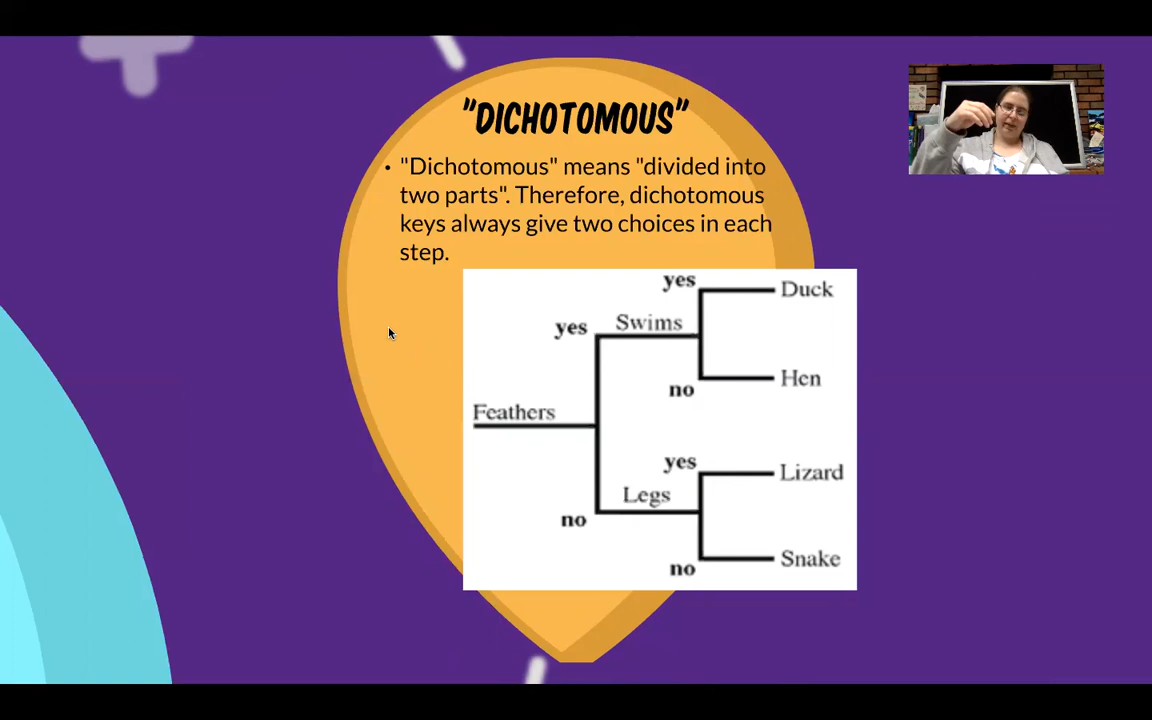 "DICHOTOMOUS"
• "Dichotomous" means "divided into
two parts". Therefore, dichotomous
keys always give two choices in each
step.
yes
Duck
yes
Swims
no
Hen
Feathers
yes
Lizard
Legs
no
no
Snake